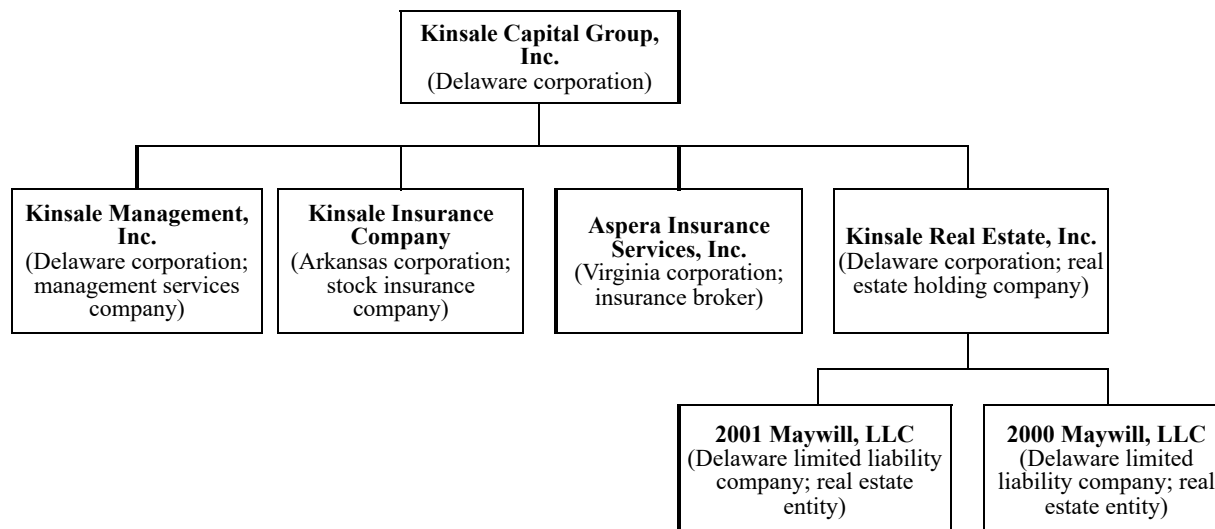 Kinsale Capital Group,
Inc.
(Delaware corporation)
Kinsale Management,
Inc.
(Delaware corporation;
management services
company)
Kinsale Insurance
Company
(Arkansas corporation;
stock insurance
company)
Aspera Insurance
Services, Inc.
(Virginia corporation;
insurance broker)
Kinsale Real Estate, Inc.
(Delaware corporation; real
estate holding company)
2001 Maywill, LLC
(Delaware limited liability
company; real estate
entity)
2000 Maywill, LLC
(Delaware limited
liability company; real
estate entity)